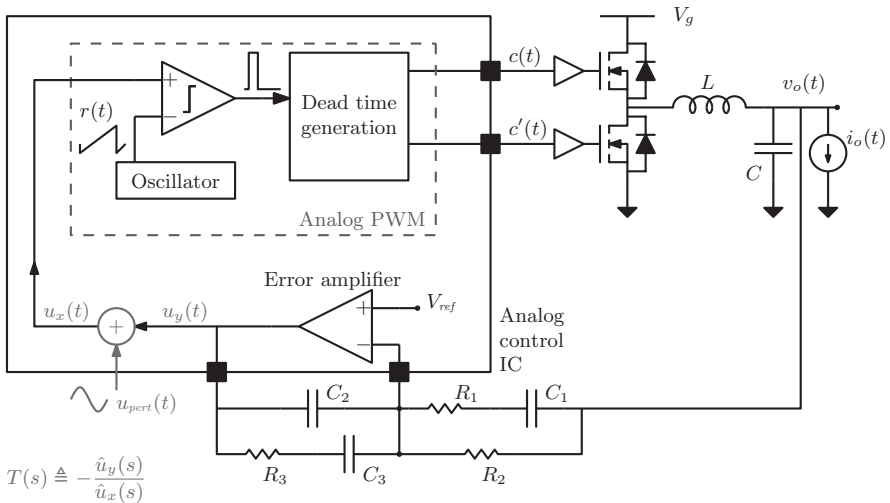 V_g
c(t)
r(t)
+
−
Dead time
generation
L
v_o(t)
c′(t)
i_o(t)
C
Oscillator
Analog PWM
Error amplifier
u_x(t)
+
u_y(t)
+
−
V_ref
Analog
control
IC
u_pert(t)
C_2
R_1
C_1
R_3
C_3
R_2
T(s) ≜ − û_y(s) / û_x(s)